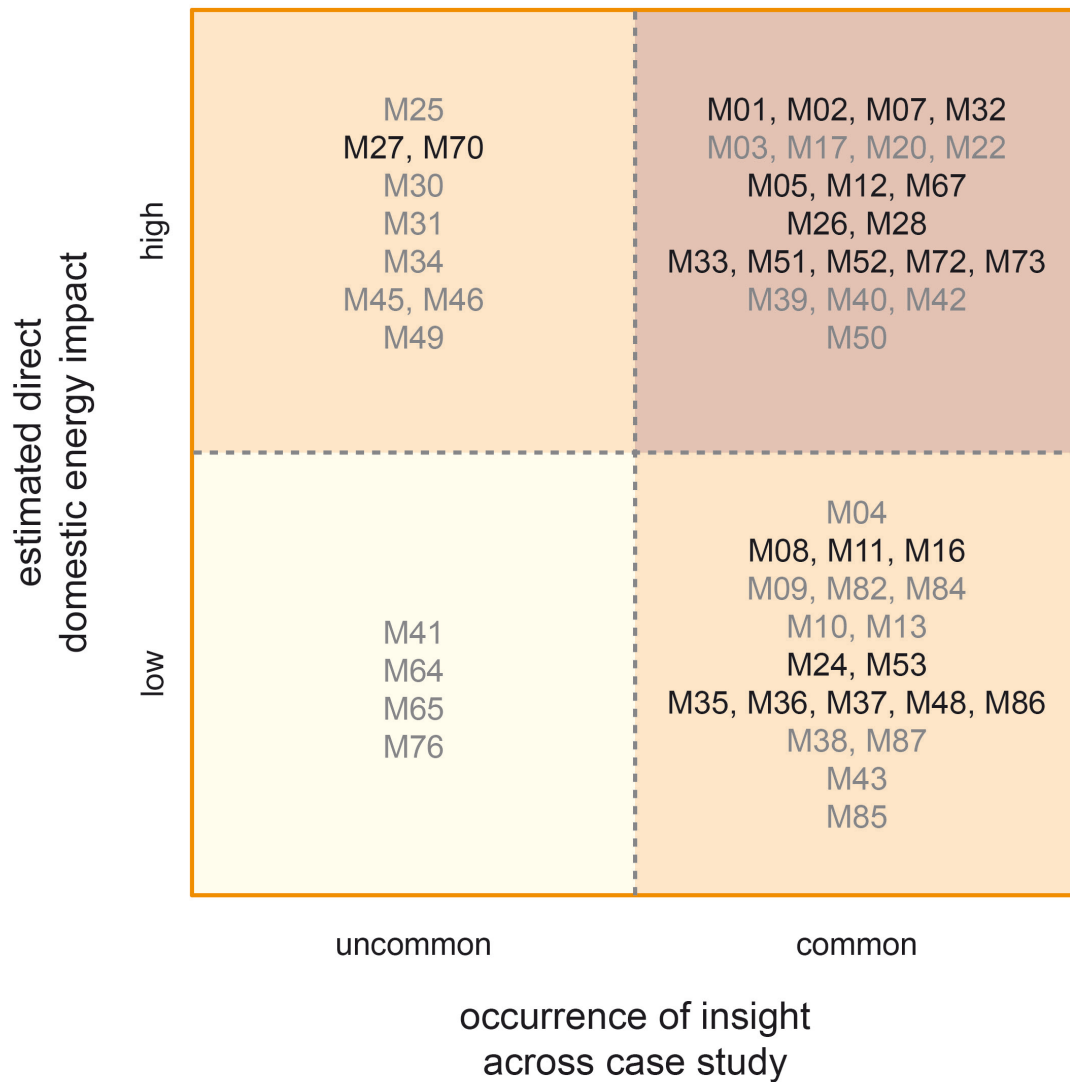 estimated direct
domestic energy impact
high
low
M25
M27, M70
M30
M31
M34
M45, M46
M49
M01, M02, M07, M32
M03, M17, M20, M22
M05, M12, M67
M26, M28
M33, M51, M52, M72, M73
M39, M40, M42
M50
M41
M64
M65
M76
M04
M08, M11, M16
M09, M82, M84
M10, M13
M24, M53
M35, M36, M37, M48, M86
M38, M87
M43
M85
uncommon
common
occurrence of insight
across case study